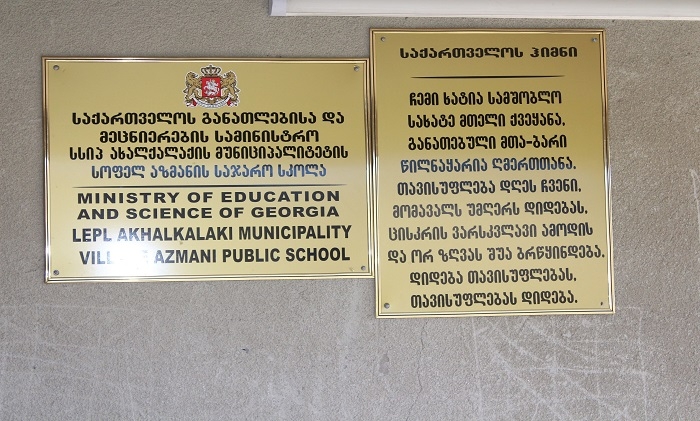 საქართველოს განათლებისა და
მეცნიერების სამინისტრო
სსიპ ახალქალაქის მუნიციპალიტეტის
სოფელ აზმანის საჯარო სკოლა
MINISTRY OF EDUCATION
AND SCIENCE OF GEORGIA
LEPL AKHALKALAKI MUNICIPALITY
AZMANI PUBLIC SCHOOL
საქართველოს ჰიმნი
ჩემი ხატია სამშობლო
სახატე მთელი ქვეყანა,
განათებული მთა-ბარი
წილნაყარია ღმერთთანა.
თავისუფლება დღეს ჩვენი,
მომავალს უმღერს დიდებას,
ცისკრის ვარსკვლავი ამოდის
და ორ ზღვას შუა ბრწყინდება.
დიდება თავისუფლებას,
თავისუფლებას დიდება.